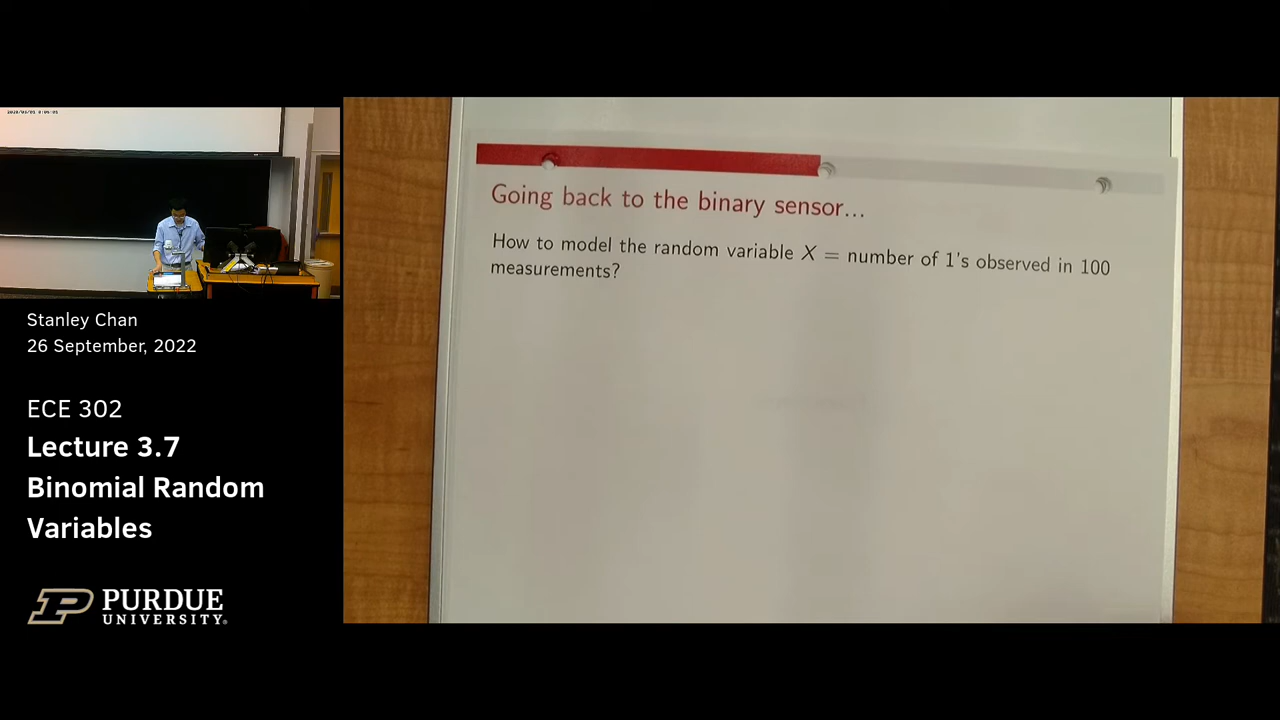 Going back to the binary sensor...
How to model the random variable X = number of 1's observed in 100
measurements?
Stanley Chan
26 September, 2022
ECE 302
Lecture 3.7
Binomial Random
Variables
PURDUE
UNIVERSITY.